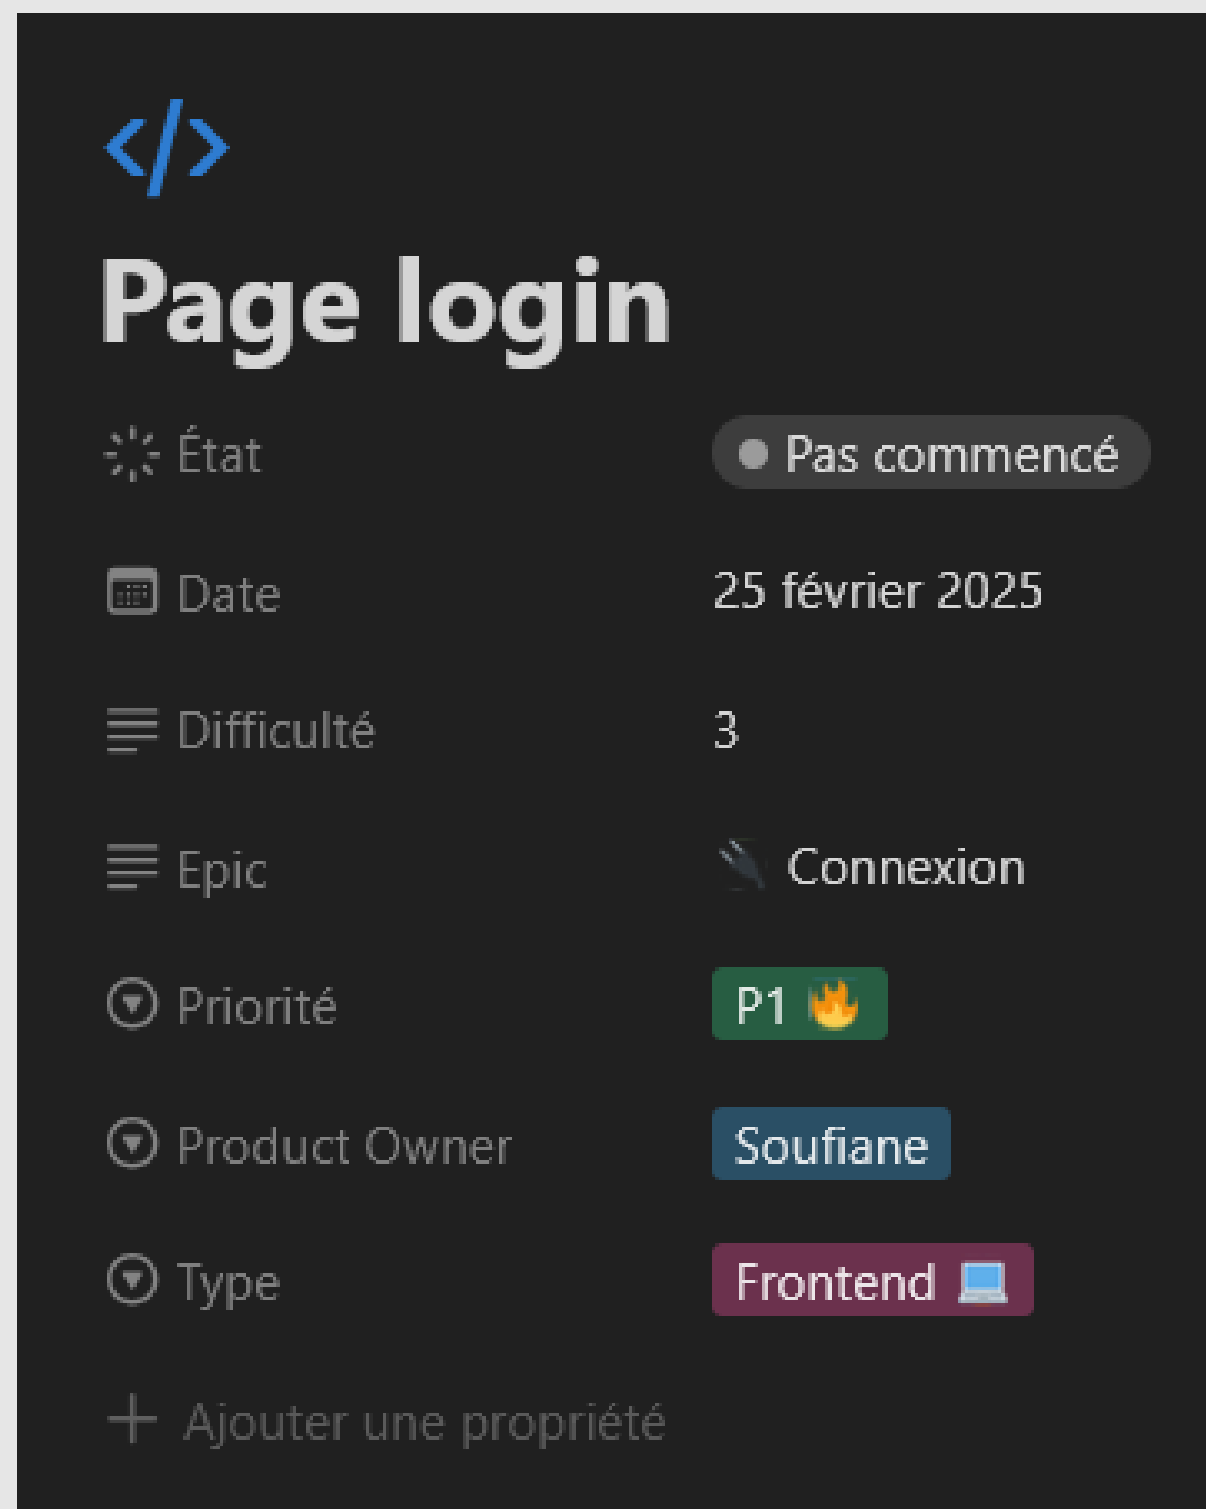 </>
Page login
État Pas commencé
Date 25 février 2025
Difficulté 3
Epic Connexion
Priorité P1 🔥
Product Owner Soufiane
Type Frontend 💻
+ Ajouter une propriété